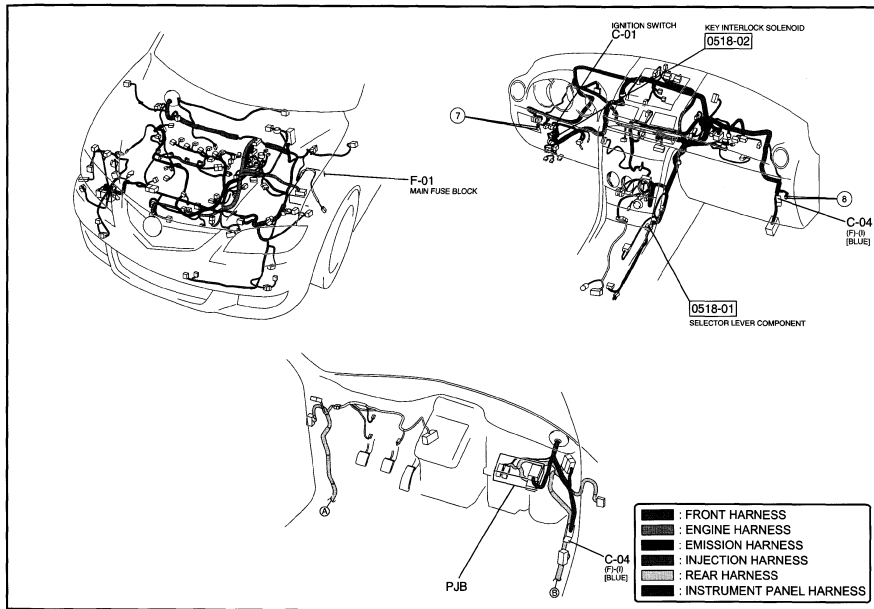 IGNITION SWITCH
C-01
KEY INTERLOCK SOLENOID
0518-02
7
F-01
MAIN FUSE BLOCK
8
C-04
(F)-(I)
[BLUE]
0518-01
SELECTOR LEVER COMPONENT
A
PJB
C-04
(F)-(I)
[BLUE]
B
: FRONT HARNESS
: ENGINE HARNESS
: EMISSION HARNESS
: INJECTION HARNESS
: REAR HARNESS
: INSTRUMENT PANEL HARNESS